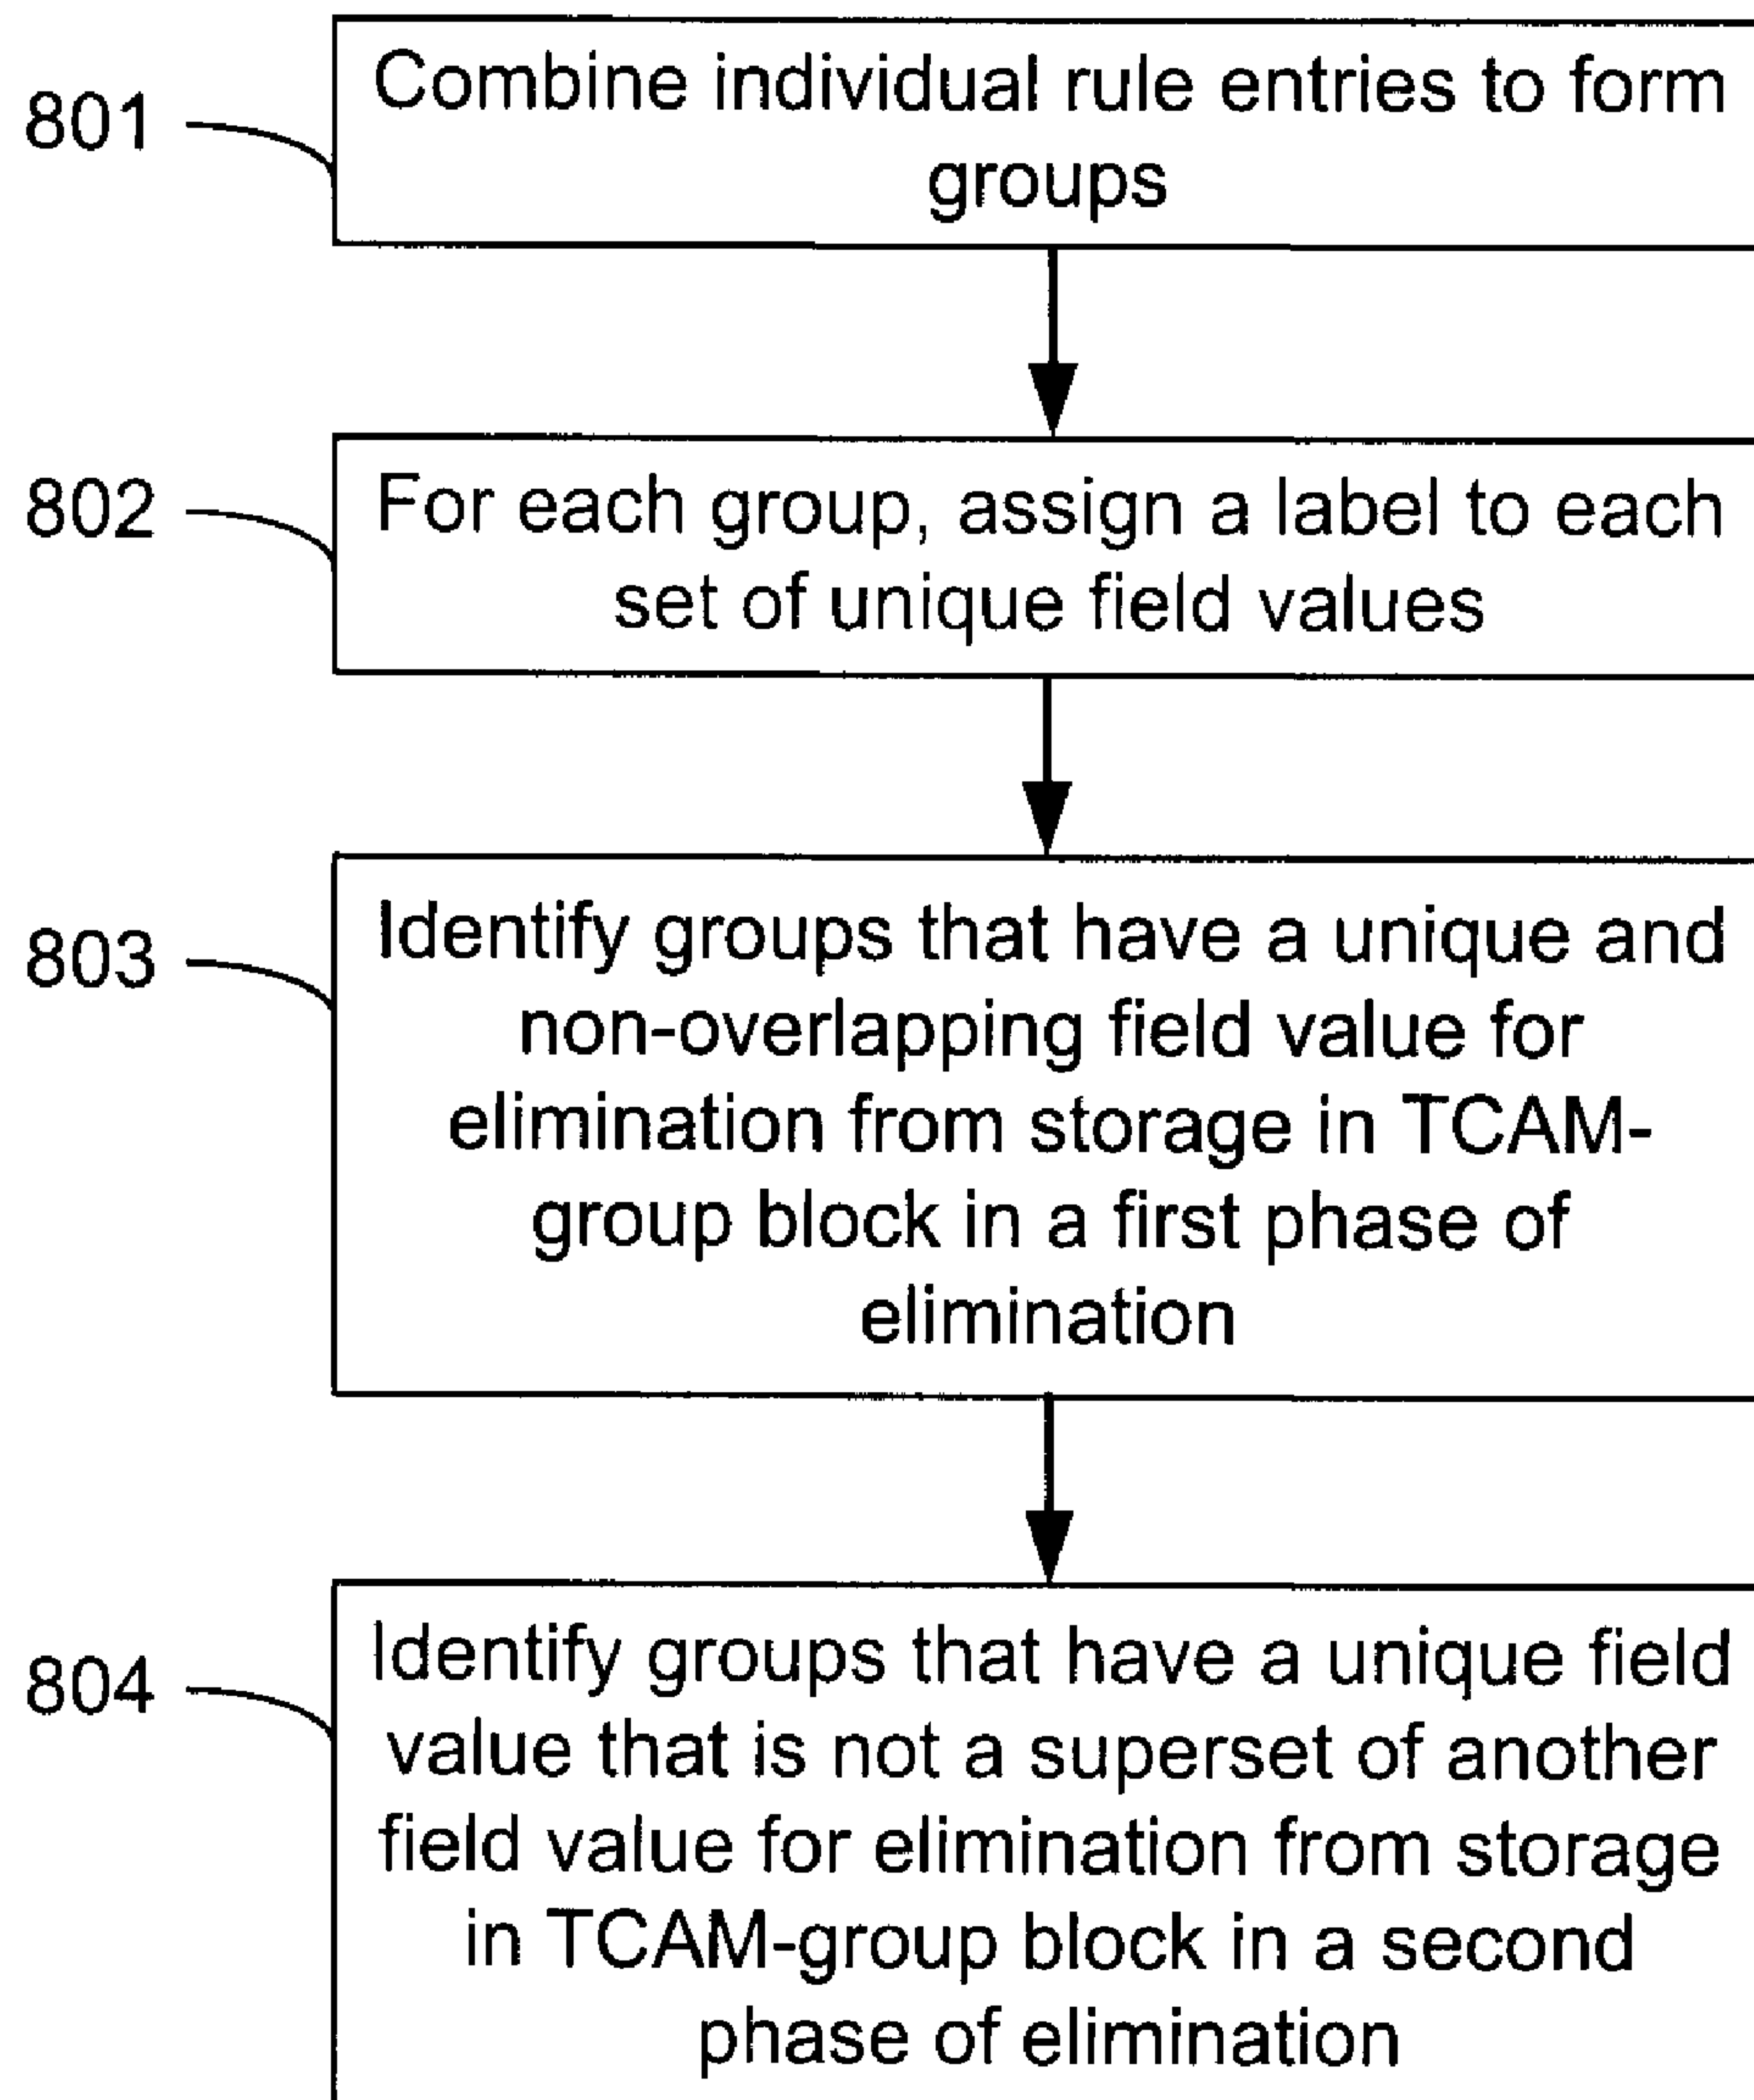 801
Combine individual rule entries to form
groups
802
For each group, assign a label to each
set of unique field values
803
Identify groups that have a unique and
non-overlapping field value for
elimination from storage in TCAM-
group block in a first phase of
elimination
804
Identify groups that have a unique field
value that is not a superset of another
field value for elimination from storage
in TCAM-group block in a second
phase of elimination